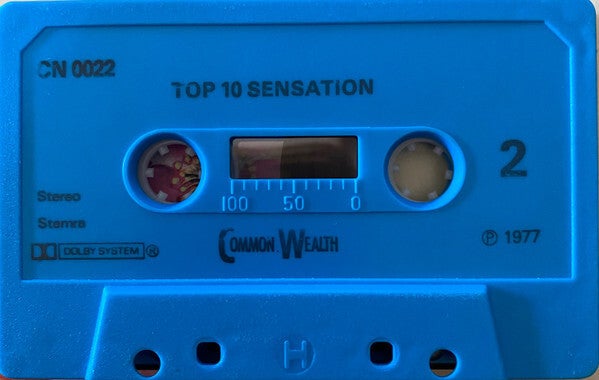 CN 0022
TOP 10 SENSATION
2
100 50 0
Stereo
Stemra
DOLBY SYSTEM ®
COMMON WEALTH
℗ 1977
H